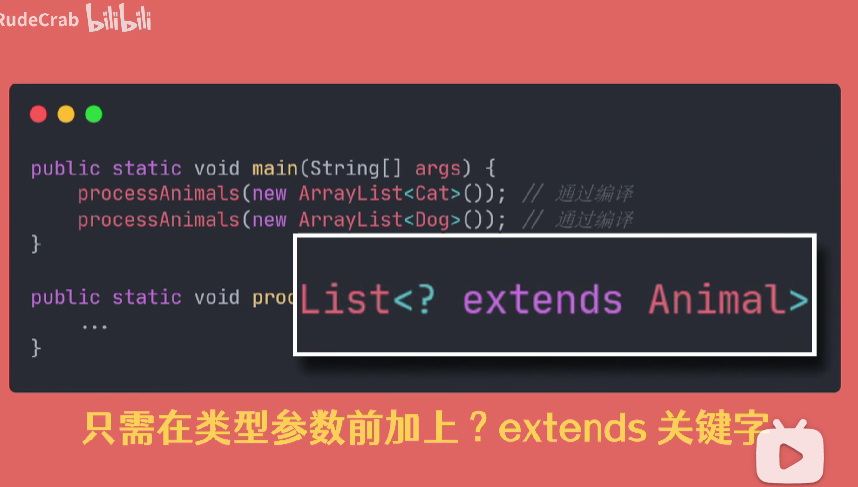 RudeCrab bilibili
public static void main(String[] args) {
processAnimals(new ArrayList<Cat>()); // 通过编译
processAnimals(new ArrayList<Dog>()); // 通过编译
}
public static void proc
List<? extends Animal>
...
}
只需在类型参数前加上？extends 关键字